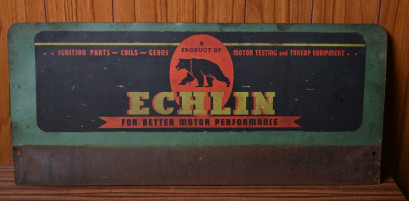 A
PRODUCT OF
IGNITION PARTS — COILS — GEARS
MOTOR TESTING and TUNEUP EQUIPMENT
ECHLIN
FOR BETTER MOTOR PERFORMANCE